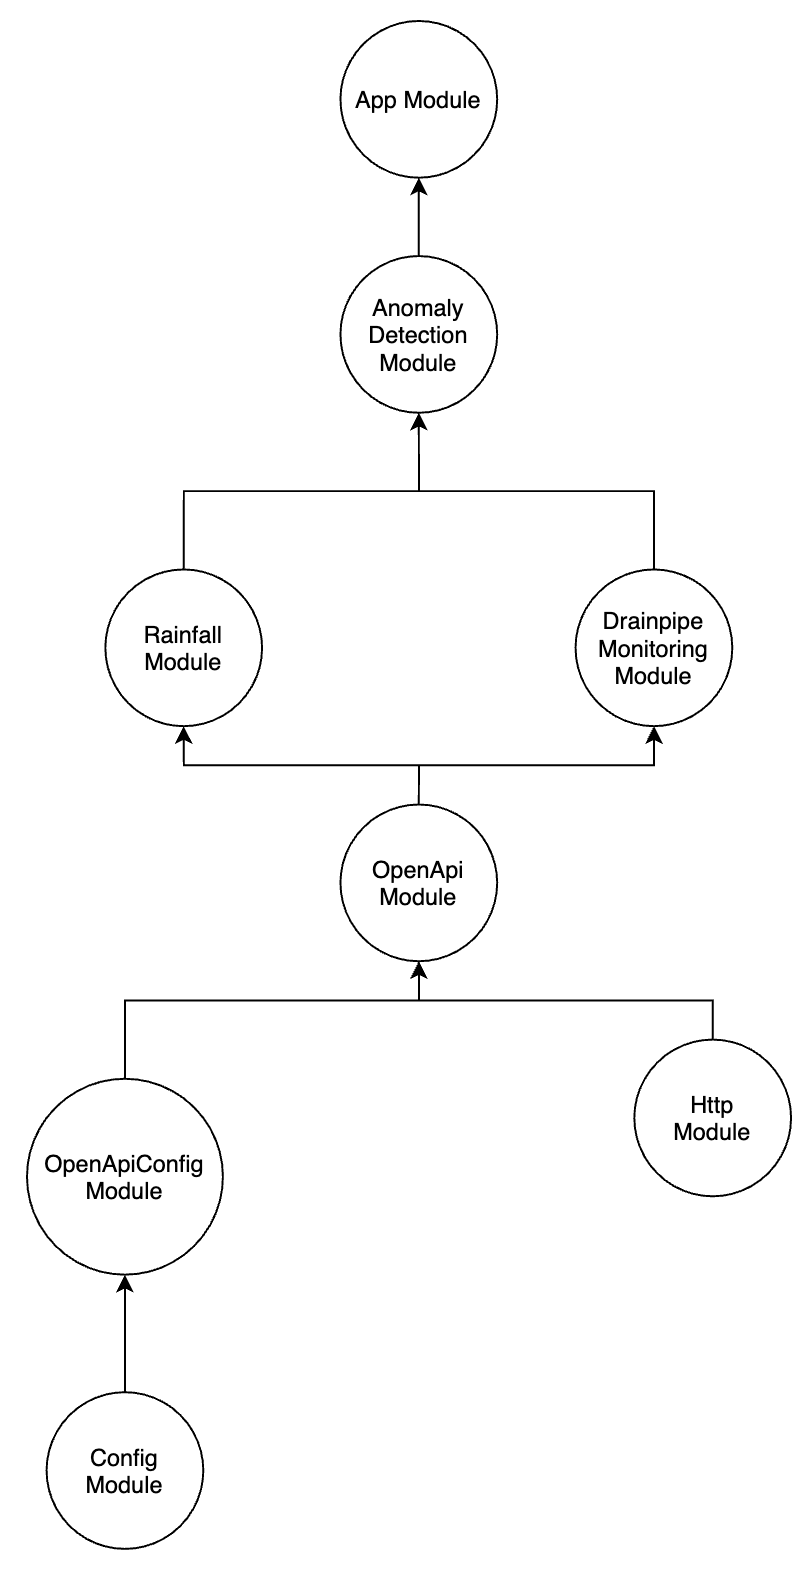 App Module
Anomaly
Detection
Module
Rainfall
Module
Drainpipe
Monitoring
Module
OpenApi
Module
OpenApiConfig
Module
Http
Module
Config
Module